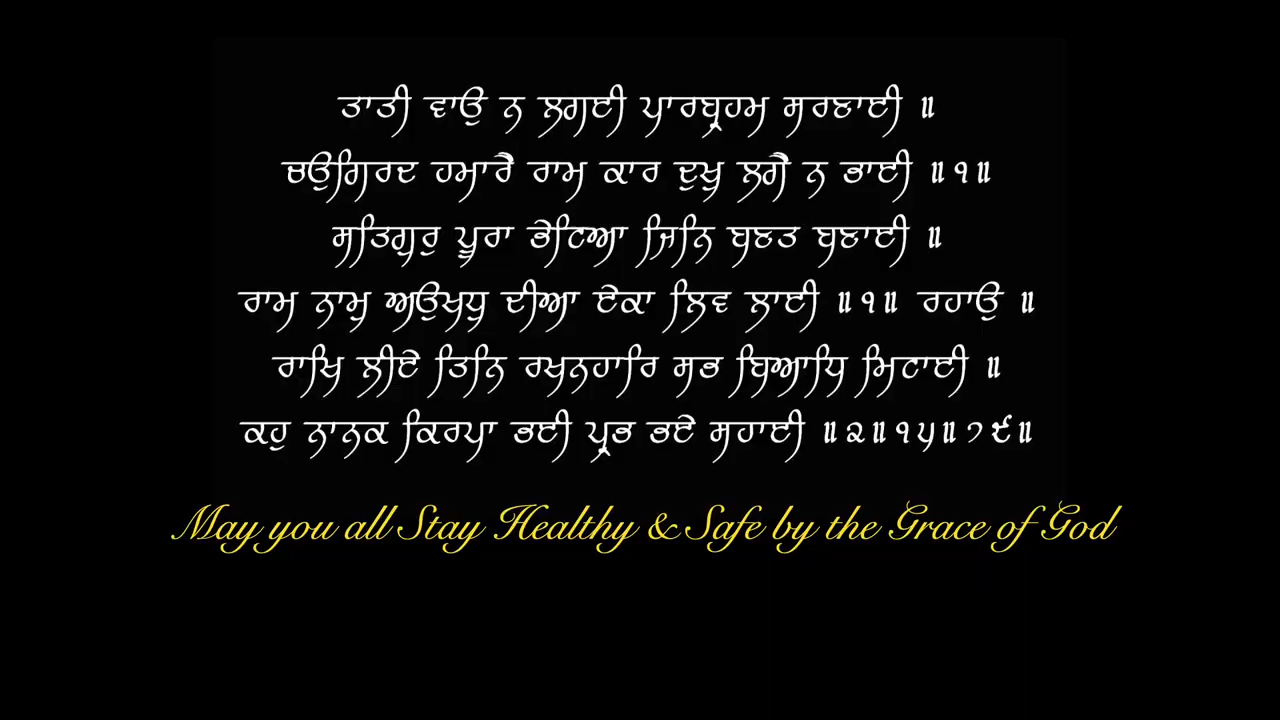 ਤਾਤੀ ਵਾਉ ਨ ਲਗਈ ਪਾਰਬ੍ਰਹਮ ਸਰਣਾਈ ॥
ਚਉਗਿਰਦ ਹਮਾਰੈ ਰਾਮ ਕਾਰ ਦੁਖੁ ਲਗੈ ਨ ਭਾਈ ॥੧॥
ਸਤਿਗੁਰੁ ਪੂਰਾ ਭੇਟਿਆ ਜਿਨਿ ਬਣਤ ਬਣਾਈ ॥
ਰਾਮ ਨਾਮੁ ਅਉਖਧੁ ਦੀਆ ਏਕਾ ਲਿਵ ਲਾਈ ॥੧॥ ਰਹਾਉ ॥
ਰਾਖਿ ਲੀਏ ਤਿਨਿ ਰਖਨਹਾਰਿ ਸਭ ਬਿਆਧਿ ਮਿਟਾਈ ॥
ਕਹੁ ਨਾਨਕ ਕਿਰਪਾ ਭਈ ਪ੍ਰਭ ਭਏ ਸਹਾਈ ॥੨॥੧੫॥੭੯॥
May you all Stay Healthy & Safe by the Grace of God